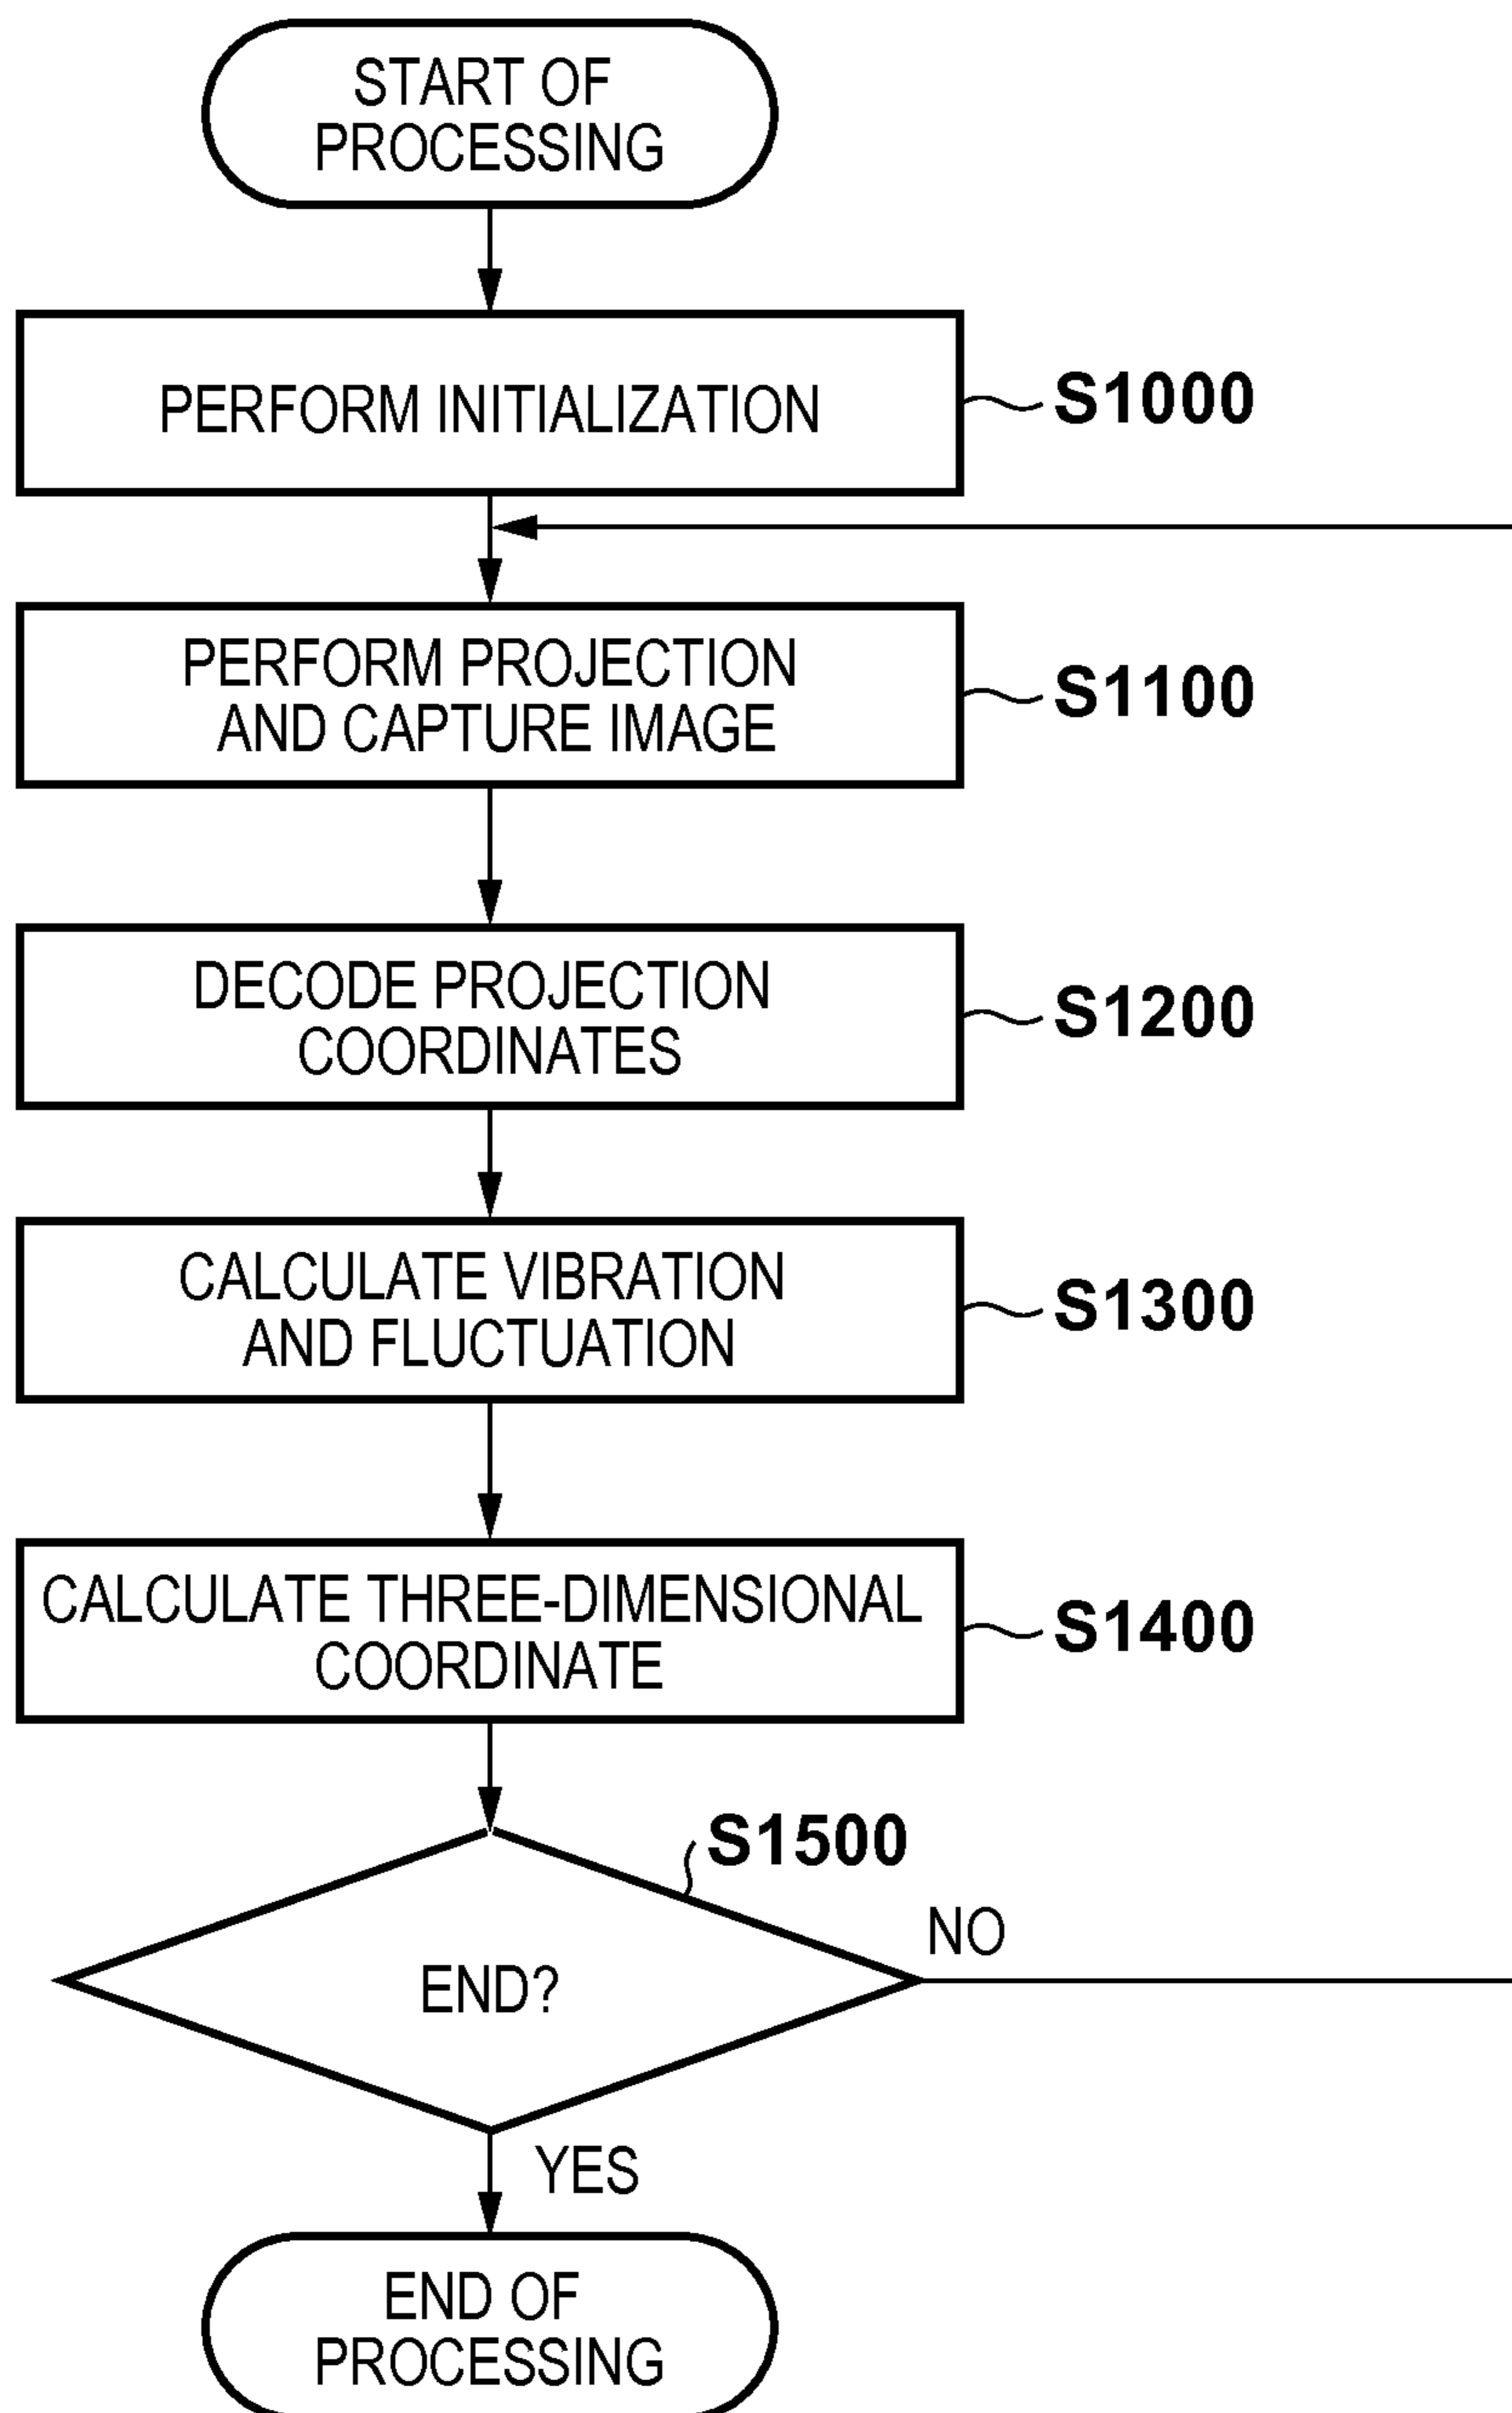 START OF
PROCESSING
PERFORM INITIALIZATION
S1000
PERFORM PROJECTION
AND CAPTURE IMAGE
S1100
DECODE PROJECTION
COORDINATES
S1200
CALCULATE VIBRATION
AND FLUCTUATION
S1300
CALCULATE THREE-DIMENSIONAL
COORDINATE
S1400
S1500
NO
END?
YES
END OF
PROCESSING